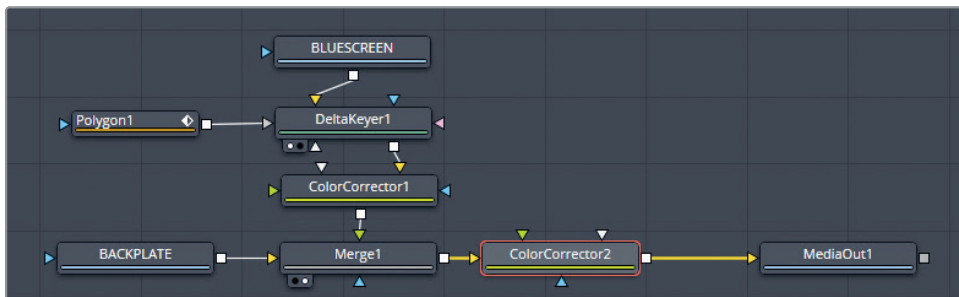 BLUESCREEN
Polygon1
DeltaKeyer1
ColorCorrector1
BACKPLATE
Merge1
ColorCorrector2
MediaOut1